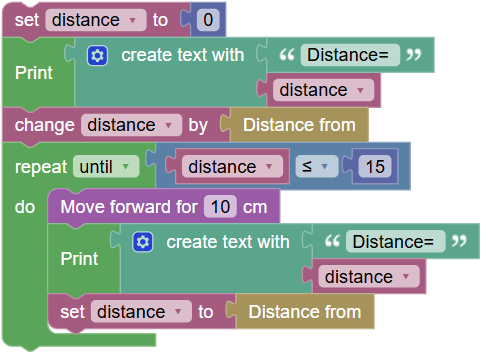 set distance to 0
Print create text with “ Distance= ”
distance
change distance by Distance from
repeat until distance ≤ 15
do Move forward for 10 cm
Print create text with “ Distance= ”
distance
set distance to Distance from